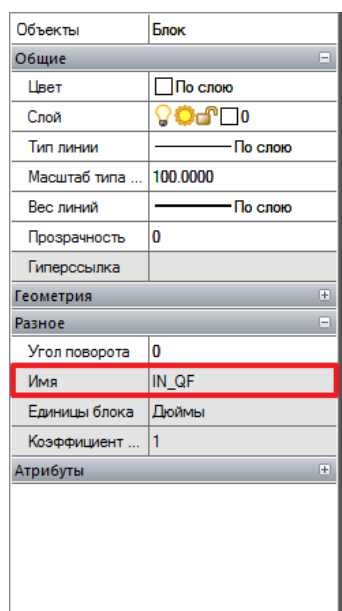 Объекты Блок
Общие
Цвет По слою
Слой 0
Тип линии По слою
Масштаб типа ... 100.0000
Вес линий По слою
Прозрачность 0
Гиперссылка
Геометрия
Разное
Угол поворота 0
Имя IN_QF
Единицы блока Дюймы
Коэффициент ... 1
Атрибуты